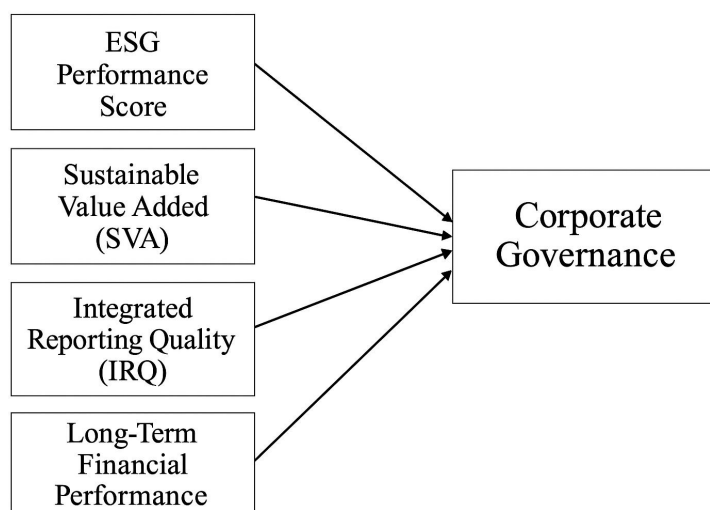 ESG
Performance
Score
Sustainable
Value Added
(SVA)
Integrated
Reporting Quality
(IRQ)
Long-Term
Financial
Performance
Corporate
Governance